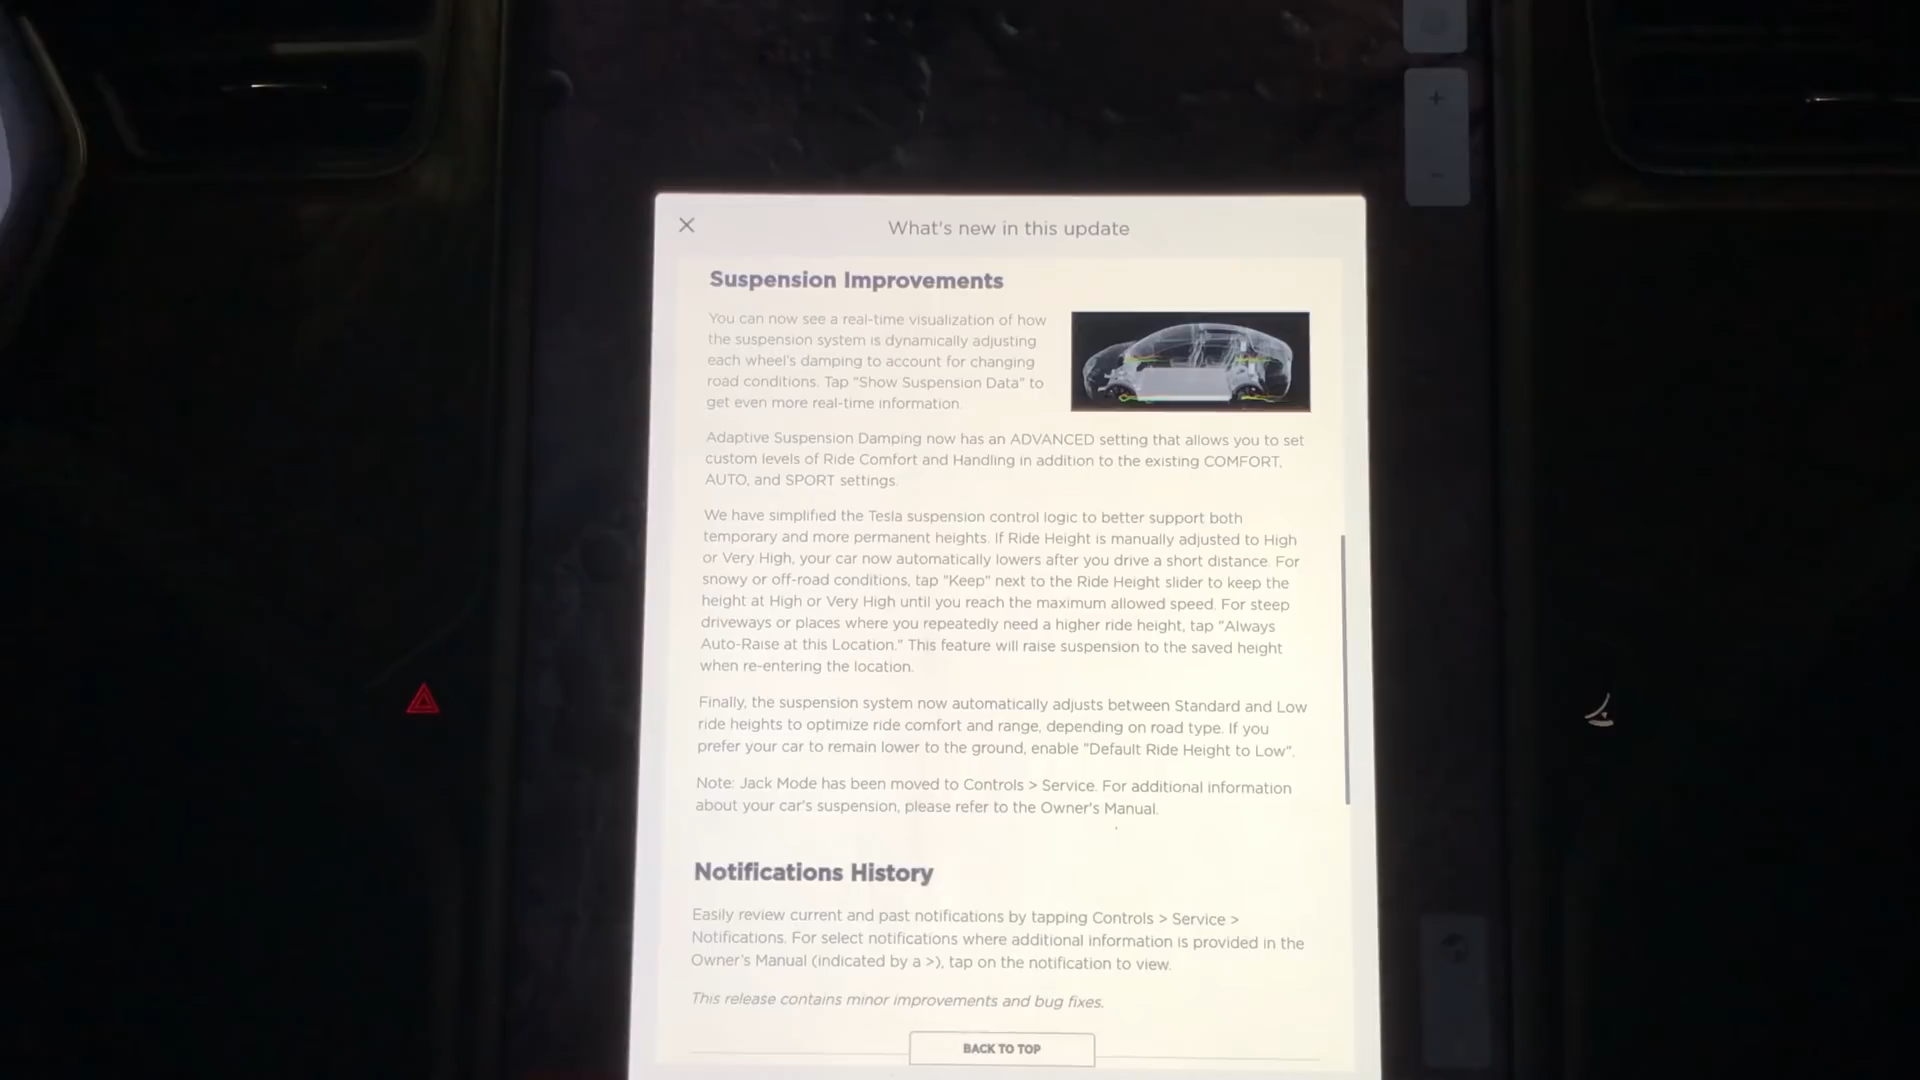 What's new in this update
Suspension Improvements
You can now see a real-time visualization of how
the suspension system is dynamically adjusting
each wheel's damping to account for changing
road conditions. Tap "Show Suspension Data" to
get even more real-time information.
Adaptive Suspension Damping now has an ADVANCED setting that allows you to set
custom levels of Ride Comfort and Handling in addition to the existing COMFORT,
AUTO, and SPORT settings.
We have simplified the Tesla suspension control logic to better support both
temporary and more permanent heights. If Ride Height is manually adjusted to High
or Very High, your car now automatically lowers after you drive a short distance. For
snowy or off-road conditions, tap "Keep" next to the Ride Height slider to keep the
height at High or Very High until you reach the maximum allowed speed. For steep
driveways or places where you repeatedly need a higher ride height, tap "Always
Auto-Raise at this Location." This feature will raise suspension to the saved height
when re-entering the location.
Finally, the suspension system now automatically adjusts between Standard and Low
ride heights to optimize ride comfort and range, depending on road type. If you
prefer your car to remain lower to the ground, enable "Default Ride Height to Low".
Note: Jack Mode has been moved to Controls > Service. For additional information
about your car's suspension, please refer to the Owner's Manual.
Notifications History
Easily review current and past notifications by tapping Controls > Service >
Notifications. For select notifications where additional information is provided in the
Owner's Manual (indicated by a >), tap on the notification to view.
This release contains minor improvements and bug fixes.
BACK TO TOP